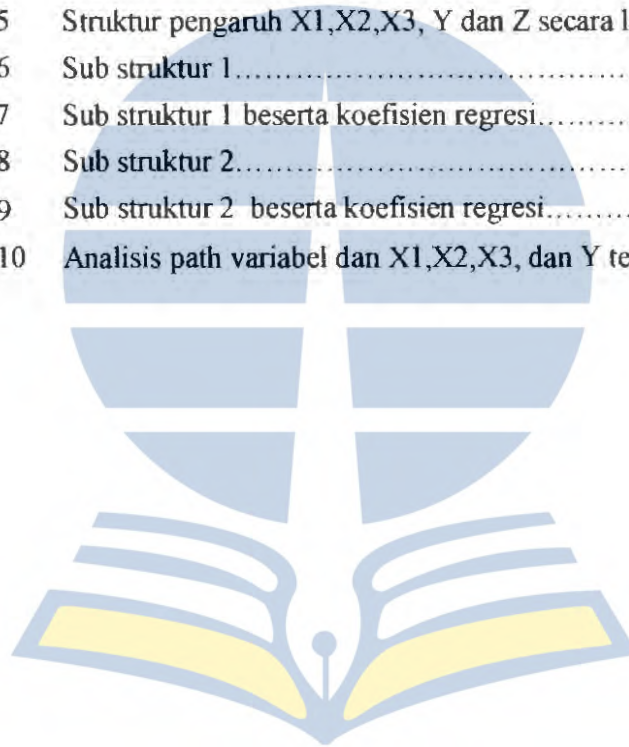 5 Struktur pengaruh X1,X2,X3, Y dan Z secara
6 Sub struktur 1........................................
7 Sub struktur 1 beserta koefisien regresi.........
8 Sub struktur 2........................................
9 Sub struktur 2 beserta koefisien regresi.........
10 Analisis path variabel dan X1,X2,X3, dan Y te